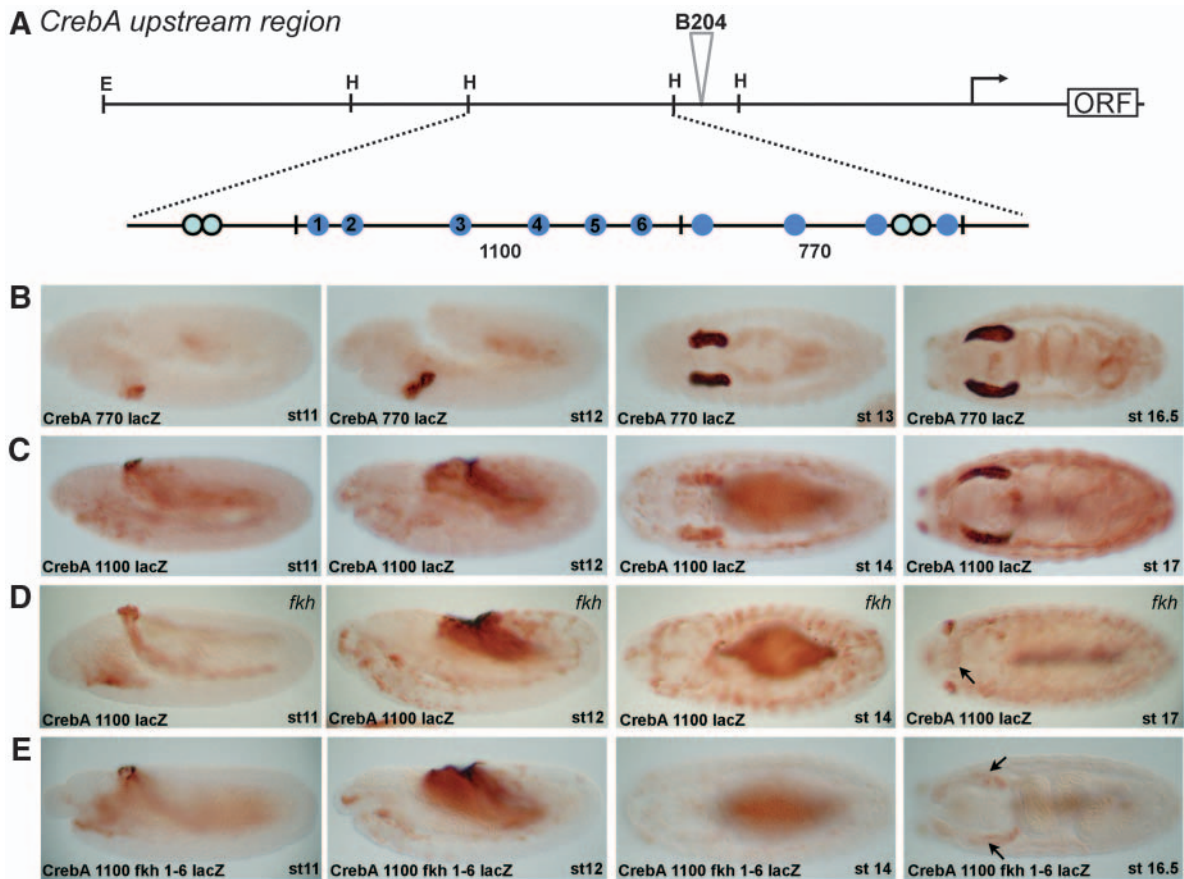 A CrebA upstream region
B204
E H H H H
ORF
1 2 3 4 5 6
1100 770
B
CrebA 770 lacZ st11
CrebA 770 lacZ st12
CrebA 770 lacZ st 13
CrebA 770 lacZ st 16.5
C
CrebA 1100 lacZ st11
CrebA 1100 lacZ st12
CrebA 1100 lacZ st 14
CrebA 1100 lacZ st 17
D
fkh
CrebA 1100 lacZ st11
fkh
CrebA 1100 lacZ st12
fkh
CrebA 1100 lacZ st 14
fkh
CrebA 1100 lacZ st 17
E
CrebA 1100 fkh 1-6 lacZ st11
CrebA 1100 fkh 1-6 lacZ st12
CrebA 1100 fkh 1-6 lacZ st 14
CrebA 1100 fkh 1-6 lacZ st 16.5